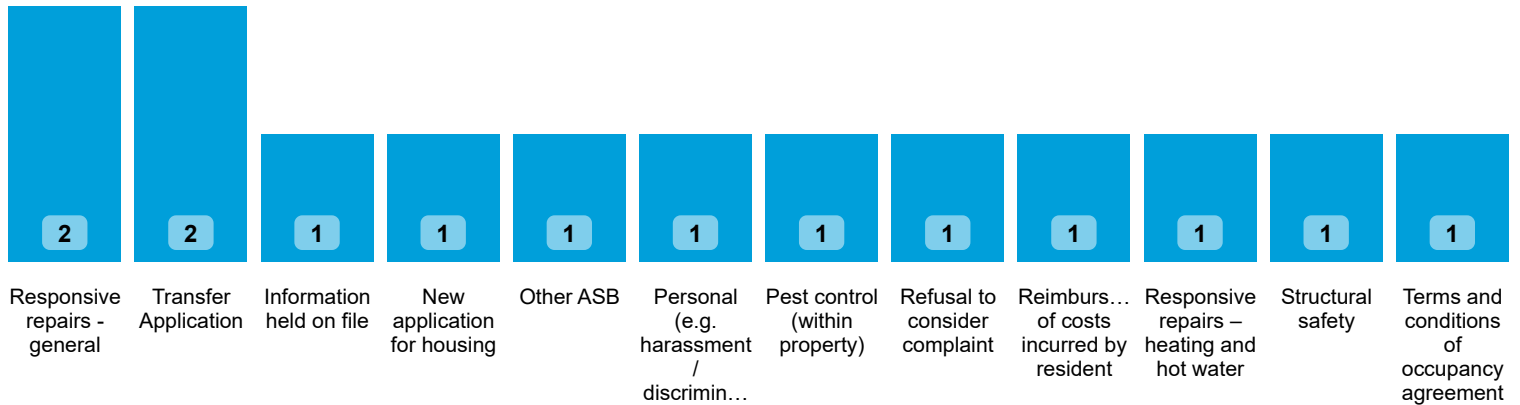 2
2
1
1
1
1
1
1
1
1
1
1
Responsive
repairs -
general
Transfer
Application
Information
held on file
New
application
for housing
Other ASB
Personal
(e.g.
harassment
/
discrimin…
Pest control
(within
property)
Refusal to
consider
complaint
Reimburs…
of costs
incurred by
resident
Responsive
repairs –
heating and
hot water
Structural
safety
Terms and
conditions
of
occupancy
agreement